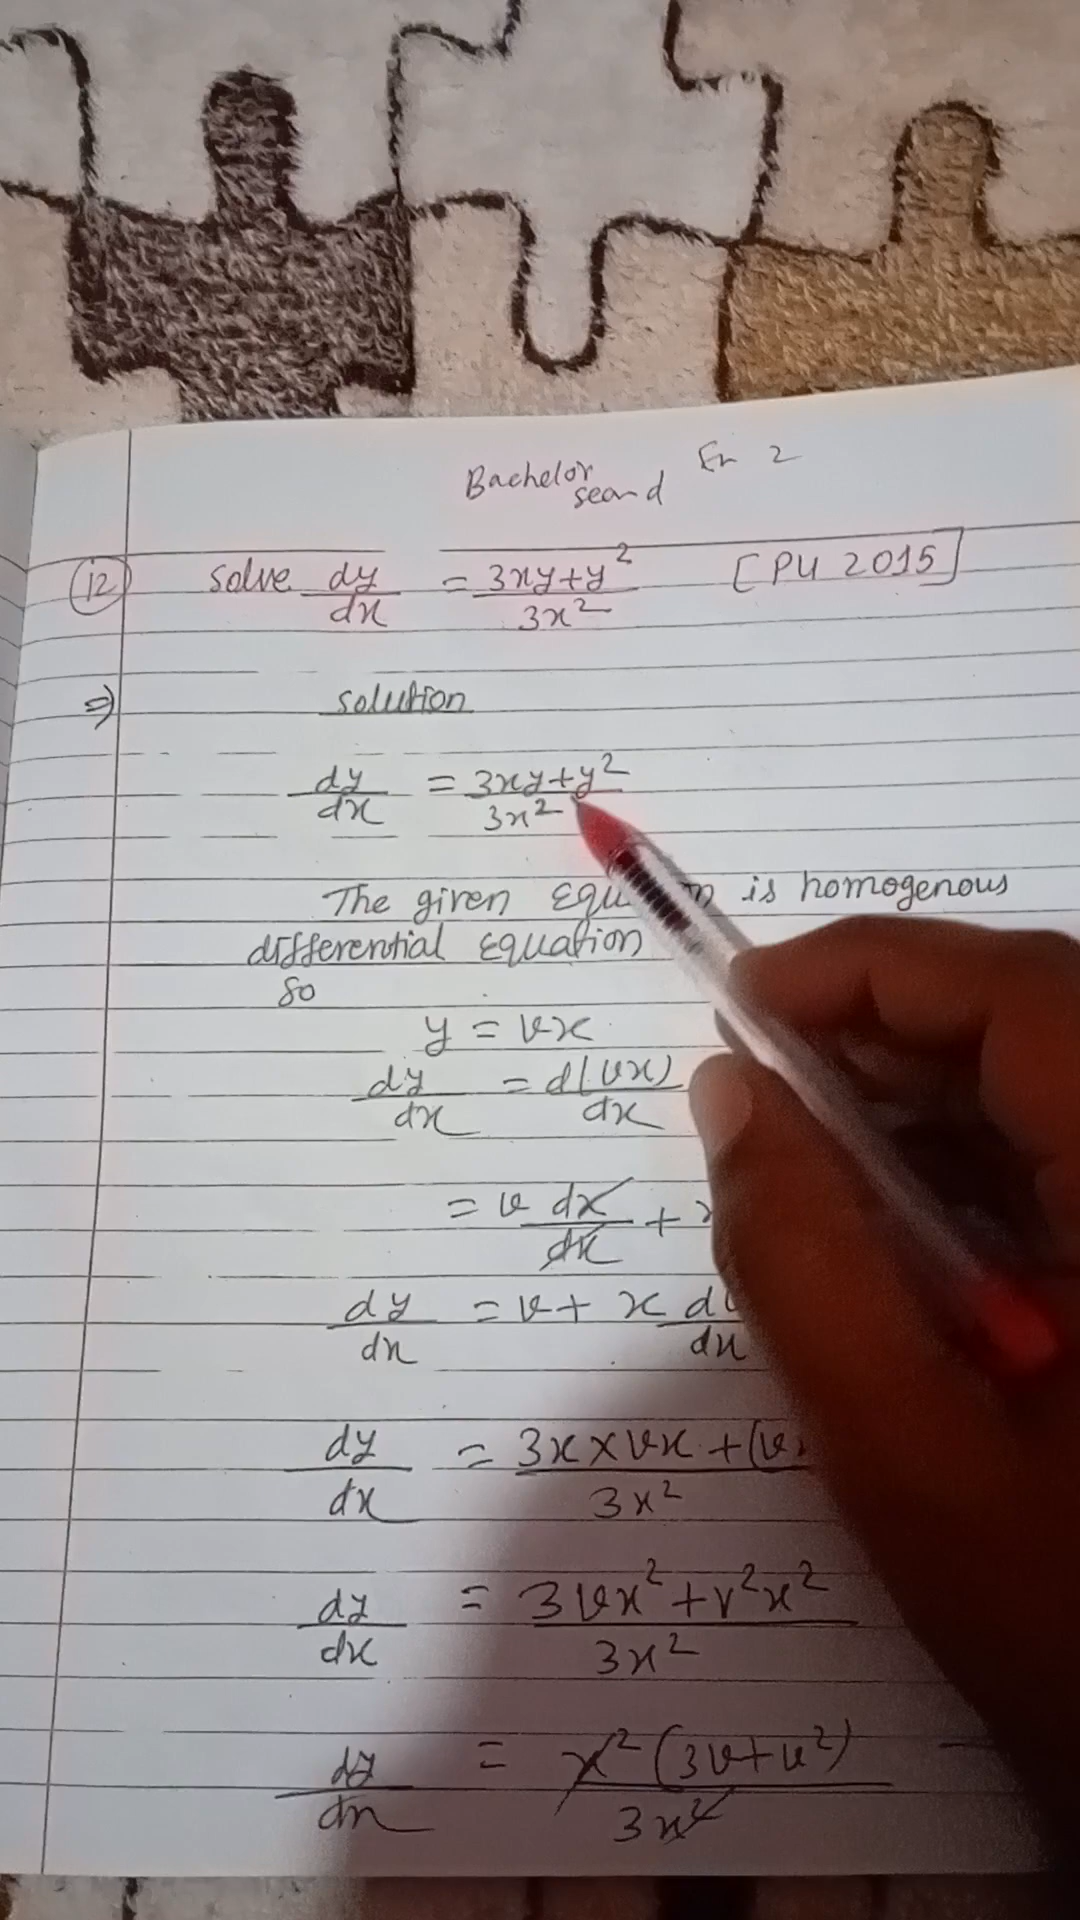 Bachelor Ex 2
second
(12) solve dy/dx = (3xy+y²)/3x² [PU 2015]
⇒) solution
dy/dx = (3xy+y²)/3x²
The given is homogenous
differential Equation
so
y = vx
dy/dx = d(vx)/dx
= v dx/dx +
dy/dx = v + x d/dx
dy/dx = (3x × vx + (v/3x²
dy/dx = (3vx² + v²x²)/3x²
dy/dx = x²(3v+v²)/3x²